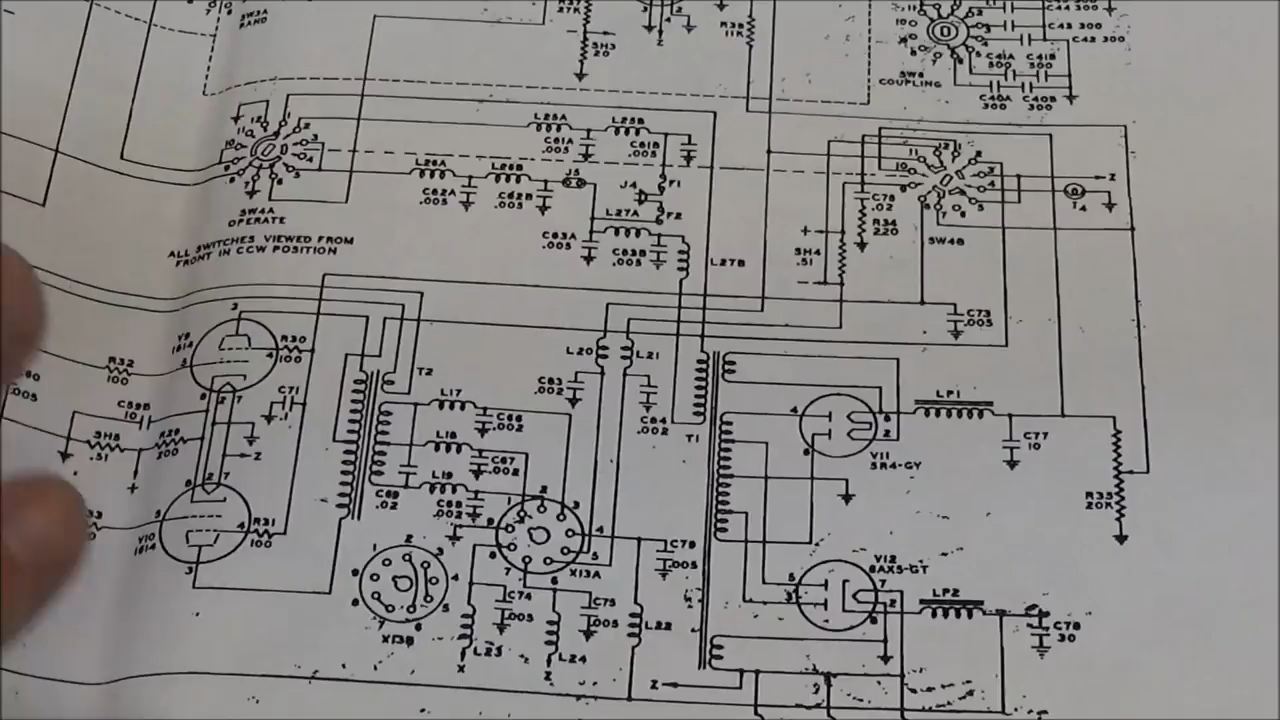 SW3A
BAND
R37
27K
SH3
20
Z
R38
11K
C44 300
C43 300
C42 300
C41A
300
C41B
300
C40A
300
C40B
300
SW6
COUPLING
SW4A
OPERATE
ALL SWITCHES VIEWED FROM
FRONT IN CCW POSITION
L25A
L25B
C61A
.005
C61B
.005
L26A
L26B
C62A
.005
C62B
.005
J5
J4
F1
F2
L27A
C63A
.005
C63B
.005
L27B
SH4
.51
+
R34
220
.02
SW4B
Z
I4
C73
.005
V9
1614
R30
100
R32
100
C59B
10
SH5
.51
R29
200
C71
.1
Z
+
V10
1614
R31
100
.005
T2
L17
C66
.002
L18
C67
.002
L19
C68
.002
C69
.02
L20
L21
C63
.002
C64
.002
T1
X13A
X13B
C74
.005
C75
.005
L23
X
L24
Z
L22
C79
.005
V11
5R4-GY
LP1
C77
10
R35
20K
V12
6AX5-GT
LP2
C78
30
Z